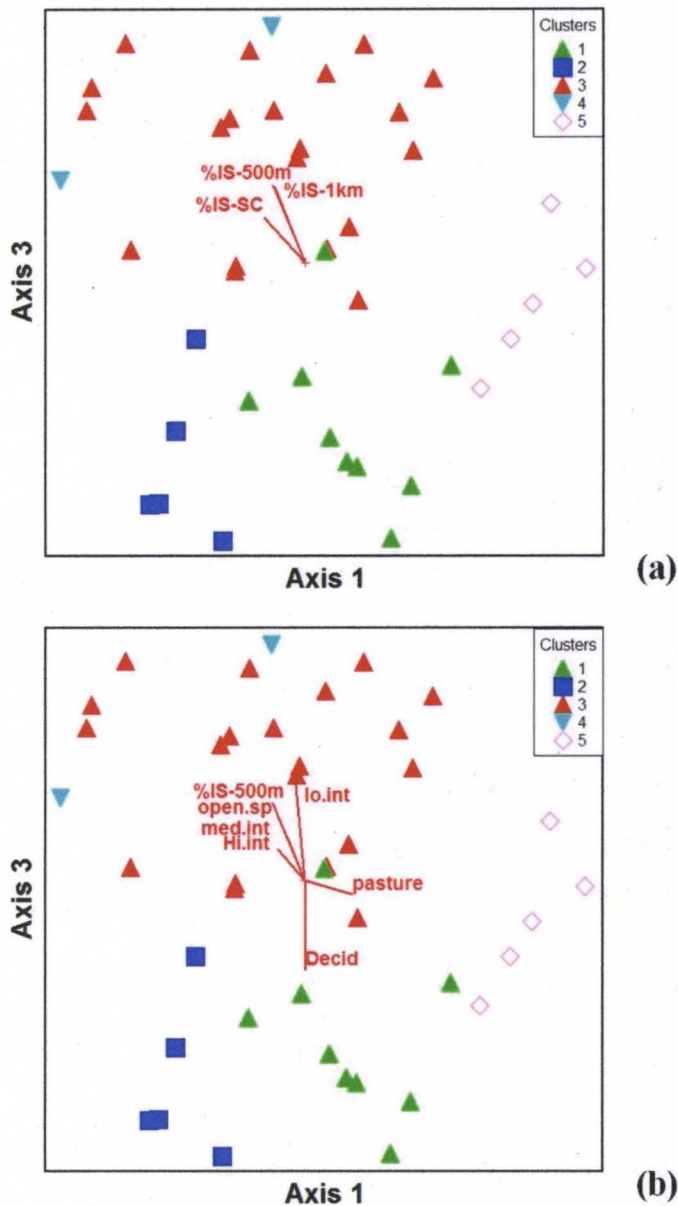 Clusters
1
2
3
4
5
%IS-500m
%IS-1km
%IS-SC
Axis 3
Axis 1
(a)
Clusters
1
2
3
4
5
%IS-500m
lo.int
open.sp
med.int
Hi.int
pasture
Decid
Axis 3
Axis 1
(b)